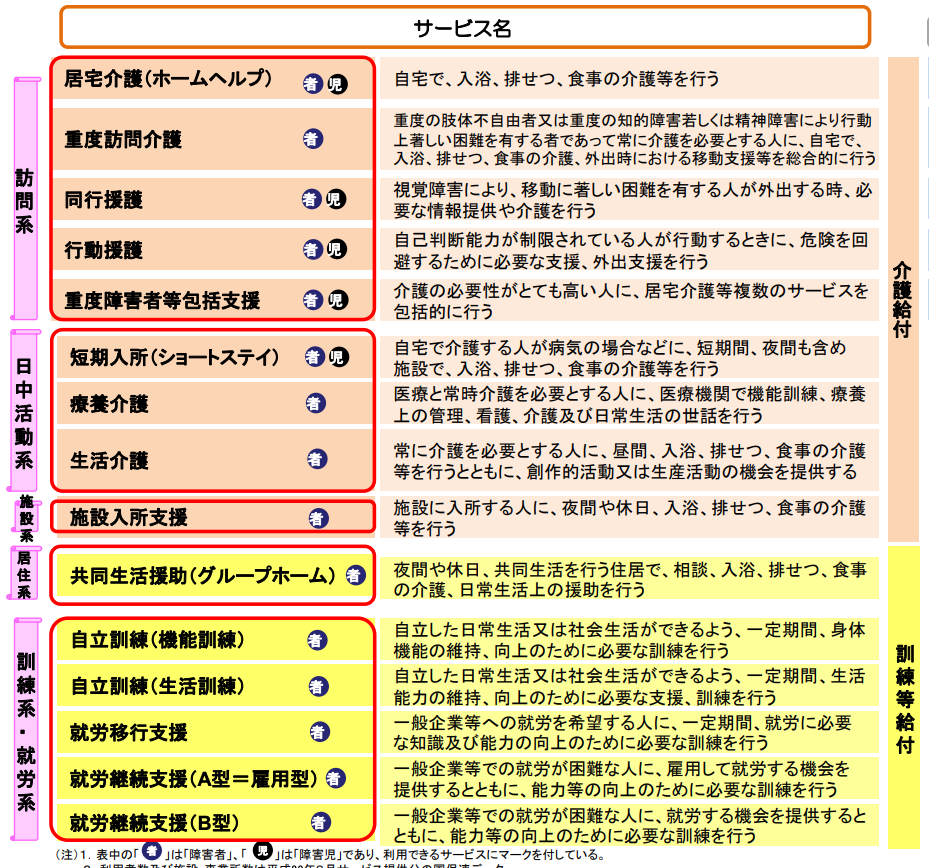 サービス名
訪問系
居宅介護(ホームヘルプ) 者 児
自宅で、入浴、排せつ、食事の介護等を行う
重度訪問介護 者
重度の肢体不自由者又は重度の知的障害若しくは精神障害により行動
上著しい困難を有する者であって常に介護を必要とする人に、自宅で、
入浴、排せつ、食事の介護、外出時における移動支援等を総合的に行う
同行援護 者 児
視覚障害により、移動に著しい困難を有する人が外出する時、必
要な情報提供や介護を行う
行動援護 者 児
自己判断能力が制限されている人が行動するときに、危険を回
避するために必要な支援、外出支援を行う
重度障害者等包括支援 者 児
介護の必要性がとても高い人に、居宅介護等複数のサービスを
包括的に行う
日中活動系
短期入所(ショートステイ) 者 児
自宅で介護する人が病気の場合などに、短期間、夜間も含め
施設で、入浴、排せつ、食事の介護等を行う
療養介護 者
医療と常時介護を必要とする人に、医療機関で機能訓練、療養
上の管理、看護、介護及び日常生活の世話を行う
生活介護 者
常に介護を必要とする人に、昼間、入浴、排せつ、食事の介護
等を行うとともに、創作的活動又は生産活動の機会を提供する
施設系
施設入所支援 者
施設に入所する人に、夜間や休日、入浴、排せつ、食事の介護
等を行う
介護給付
居住系
共同生活援助(グループホーム) 者
夜間や休日、共同生活を行う住居で、相談、入浴、排せつ、食事
の介護、日常生活上の援助を行う
訓練系・就労系
自立訓練(機能訓練) 者
自立した日常生活又は社会生活ができるよう、一定期間、身体
機能の維持、向上のために必要な訓練を行う
自立訓練(生活訓練) 者
自立した日常生活又は社会生活ができるよう、一定期間、生活
能力の維持、向上のために必要な支援、訓練を行う
就労移行支援 者
一般企業等への就労を希望する人に、一定期間、就労に必要
な知識及び能力の向上のために必要な訓練を行う
就労継続支援(A型=雇用型) 者
一般企業等での就労が困難な人に、雇用して就労する機会を
提供するとともに、能力等の向上のために必要な訓練を行う
就労継続支援(B型) 者
一般企業等での就労が困難な人に、就労する機会を提供すると
ともに、能力等の向上のために必要な訓練を行う
訓練等給付
(注)1.表中の「者」は「障害者」、「児」は「障害児」であり、利用できるサービスにマークを付している。